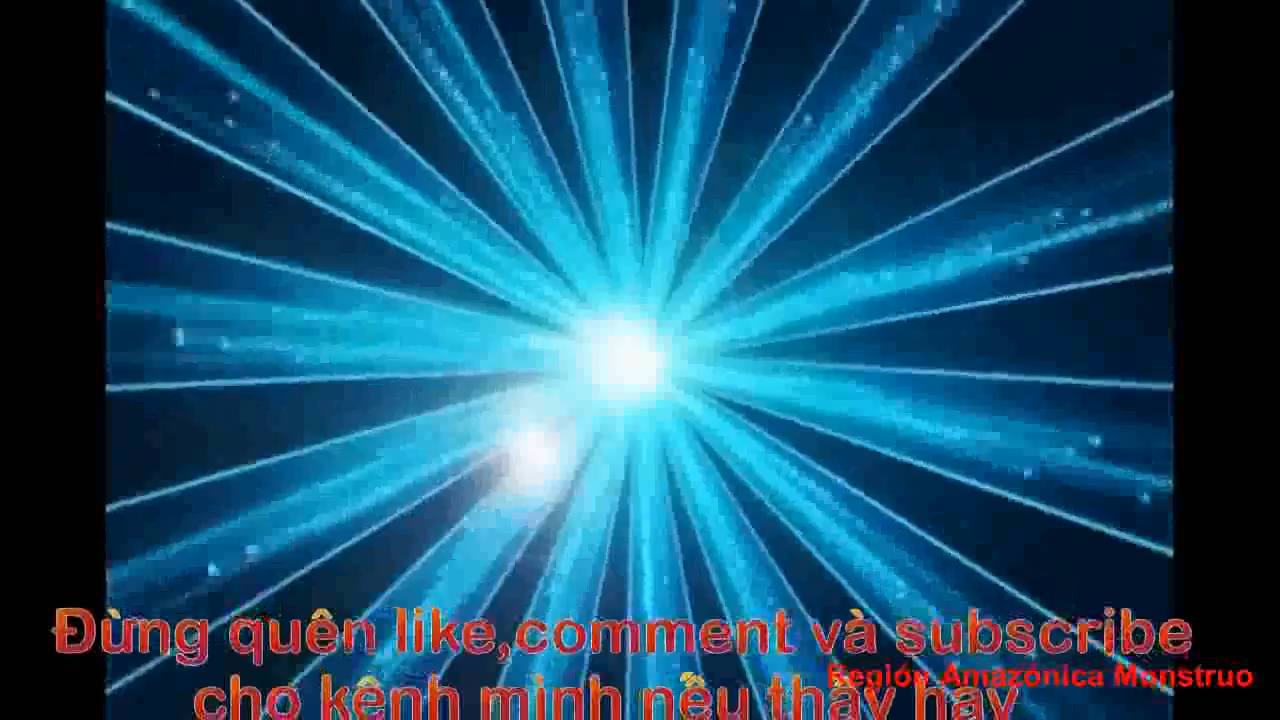 Đừng quên like,comment và subscribe
Región Amazónica Monstruo
cho kênh mình nếu thấy hay